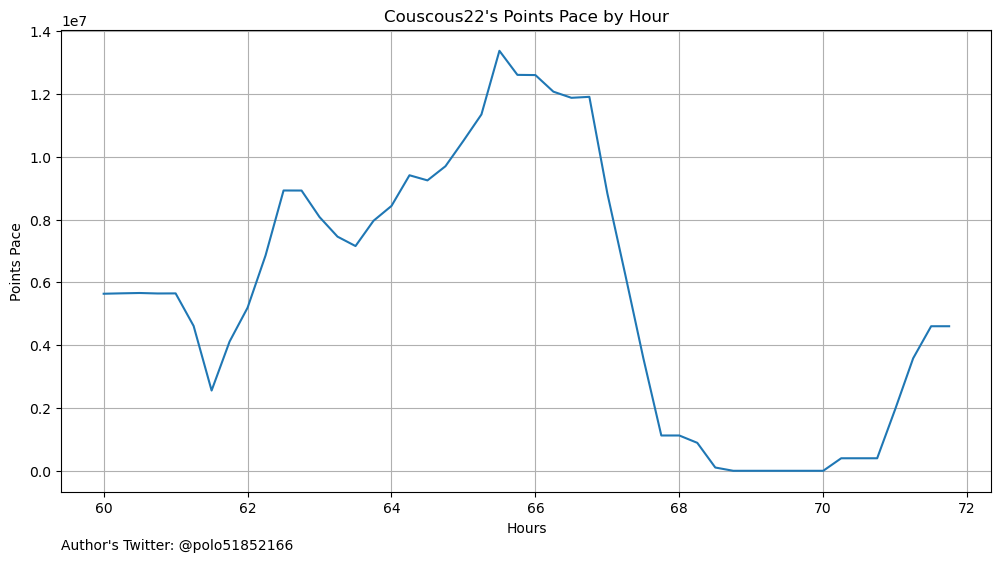 Couscous22's Points Pace by Hour
1e7
1.4
1.2
1.0
0.8
0.6
0.4
0.2
0.0
Points Pace
60 62 64 66 68 70 72
Hours
Author's Twitter: @polo51852166